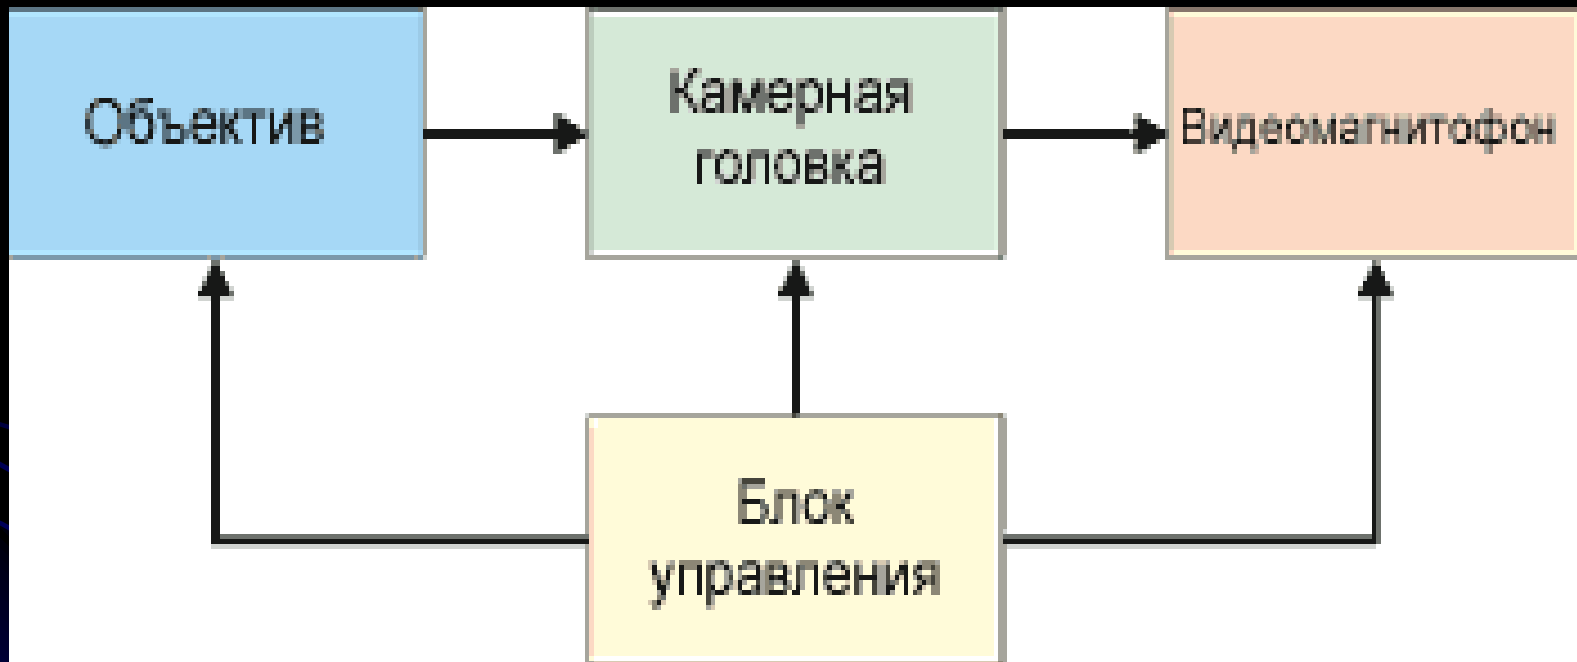 Объектив
Камерная
головка
Видеомагнитофон
Блок
управления